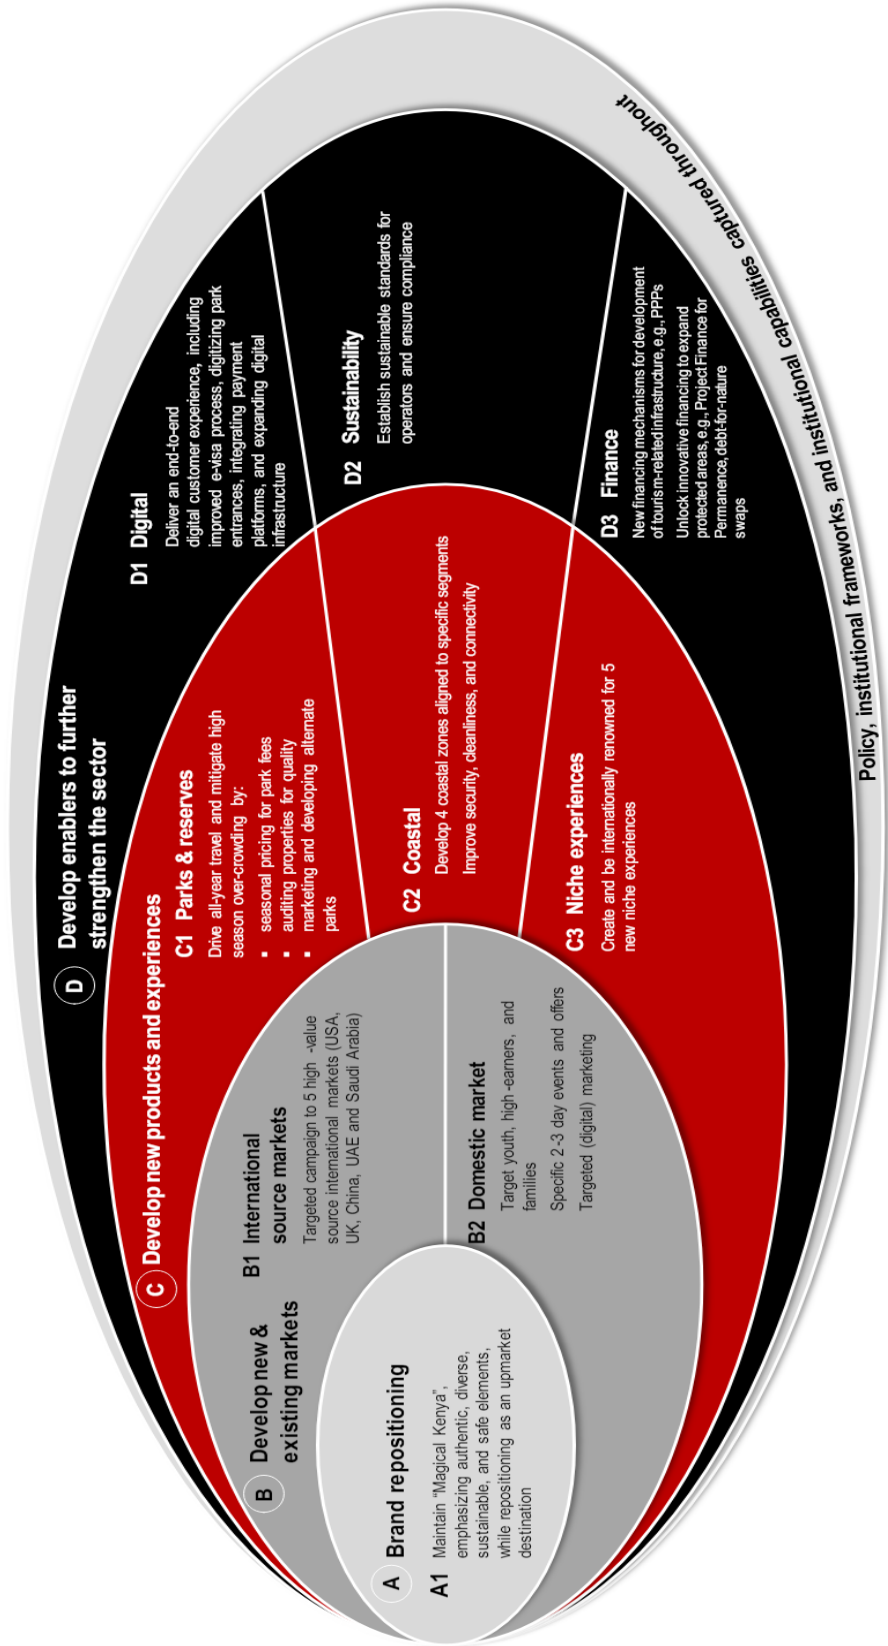 A Brand repositioning
A1 Maintain “Magical Kenya”,
emphasizing authentic, diverse,
sustainable, and safe elements,
while repositioning as an upmarket
destination
B Develop new &
existing markets
B1 International
source markets
Targeted campaign to 5 high -value
source international markets (USA,
UK, China, UAE and Saudi Arabia)
B2 Domestic market
Target youth, high -earners, and
families
Specific 2 -3 day events and offers
Targeted (digital) marketing
C Develop new products and experiences
C1 Parks & reserves
Drive all-year travel and mitigate high
season over-crowding by:
▪ seasonal pricing for park fees
▪ auditing properties for quality
▪ marketing and developing alternate
parks
C2 Coastal
Develop 4 coastal zones aligned to specific segments
Improve security, cleanliness, and connectivity
C3 Niche experiences
Create and be internationally renowned for 5
new niche experiences
D Develop enablers to further
strengthen the sector
D1 Digital
Deliver an end-to-end
digital customer experience, including
improved e-visa process, digitizing park
entrances, integrating payment
platforms, and expanding digital
infrastructure
D2 Sustainability
Establish sustainable standards for
operators and ensure compliance
D3 Finance
New financing mechanisms for development
of tourism-related infrastructure, e.g., PPPs
Unlock innovative financing to expand
protected areas, e.g., Project Finance for
Permanence, debt-for-nature
swaps
Policy, institutional frameworks, and institutional capabilities captured throughout